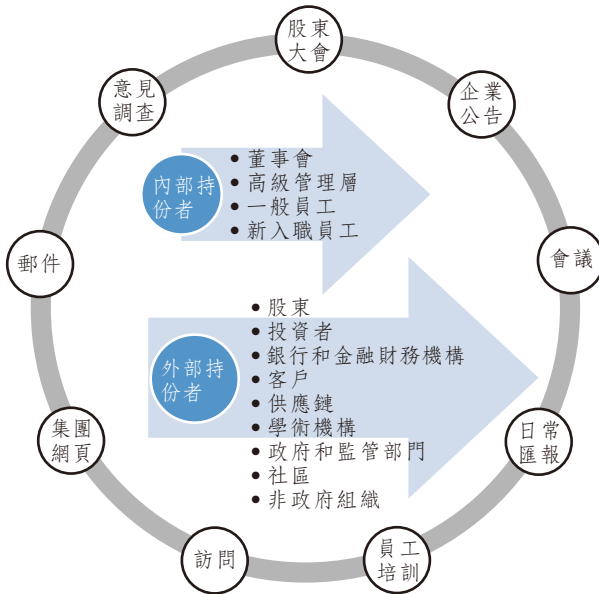 股東
大會
意見
調查
企業
公告
內部持
份者
• 董事會
• 高級管理層
• 一般員工
• 新入職員工
郵件
會議
外部持
份者
• 股東
• 投資者
• 銀行和金融財務機構
• 客戶
• 供應鏈
• 學術機構
• 政府和監管部門
• 社區
• 非政府組織
集團
網頁
日常
匯報
訪問
員工
培訓